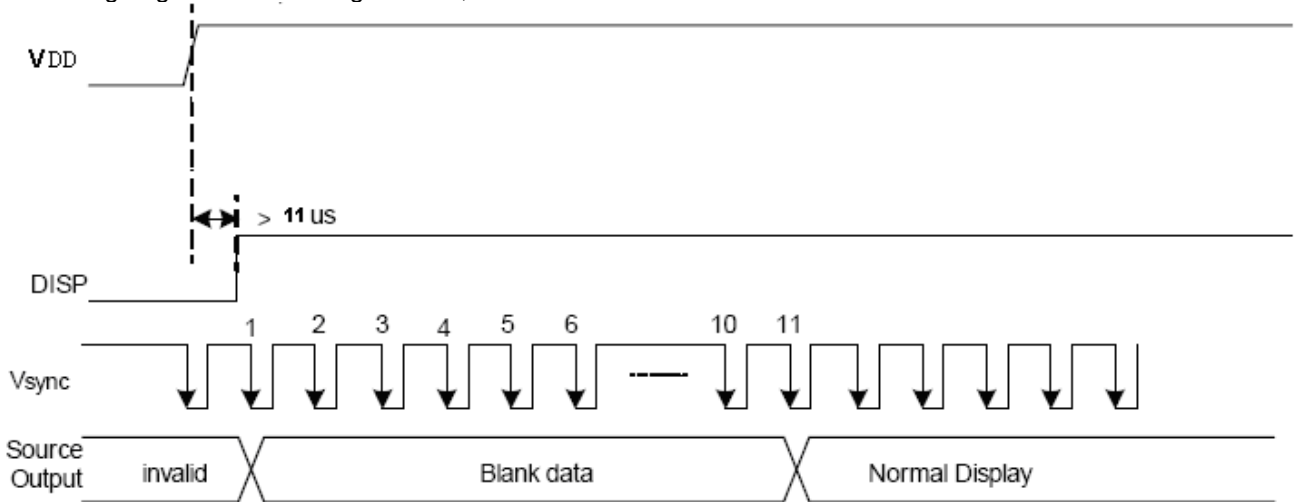 VDD
> 11 us
DISP
1 2 3 4 5 6 10 11
Vsync
Source
Output
invalid
Blank data
Normal Display